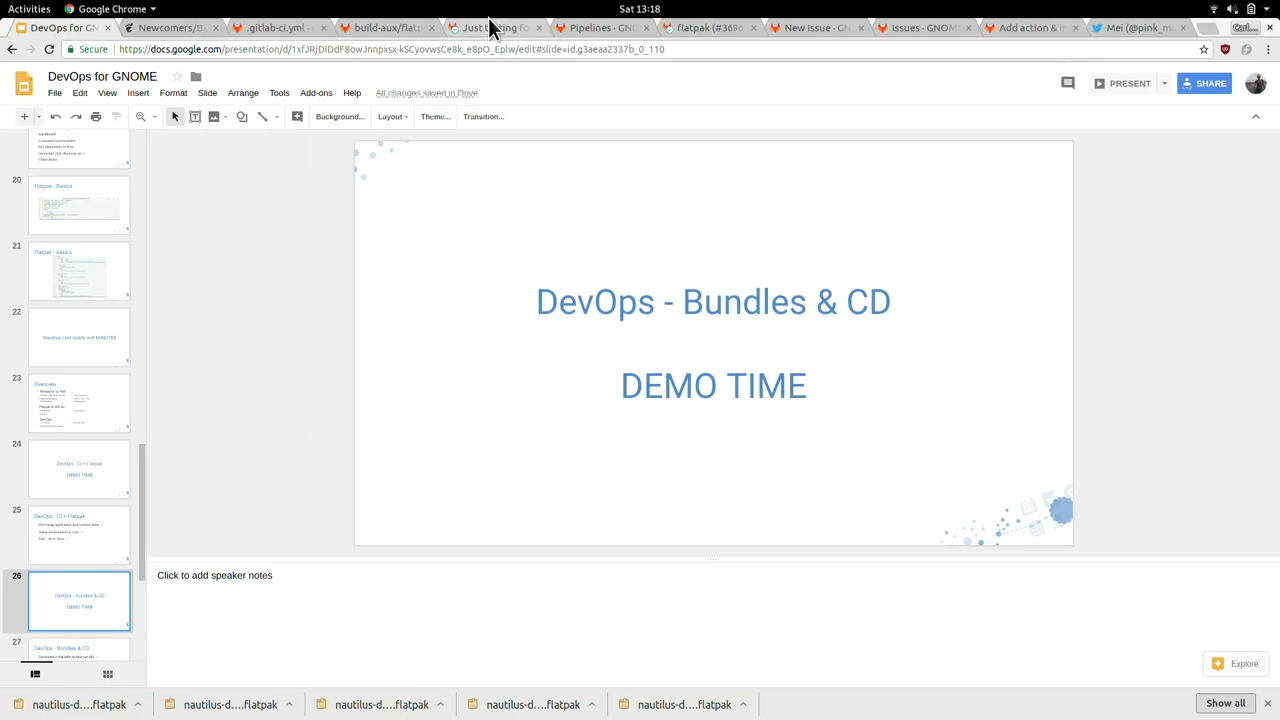 Activities
Google Chrome
Sat 13:18
DevOps for GN
Newcomers/B
.gitlab-ci.yml
build-aux/flatp
Just
Pipelines - GN
flatpak (#3698
New Issue · GN
Issues · GNOM
Add action & i
Mei (@pink_m
Secure
https://docs.google.com/presentation/d/1xfJRjDIDdF8owJnnpxsx-kSCyovwsCe8k_e8pO_Eplw/edit#slide=id.g3aeaa2337b_0_110
DevOps for GNOME
File Edit View Insert Format Slide Arrange Tools Add-ons Help
All changes saved in Drive
PRESENT
SHARE
Background...
Layout
Theme...
Transition...
20
Flatpak - Basics
21
Flatpak - Basics
22
Nautilus cold builds in 6 MINUTES
23
Overview
24
DevOps - CI + Flatpak
DEMO TIME
25
DevOps - CI + Flatpak
26
DevOps - Bundles & CD
DEMO TIME
27
DevOps - Bundles & CD
DevOps - Bundles & CD
DEMO TIME
Click to add speaker notes
Explore
nautilus-d....flatpak
nautilus-d....flatpak
nautilus-d....flatpak
nautilus-d....flatpak
nautilus-d....flatpak
Show all